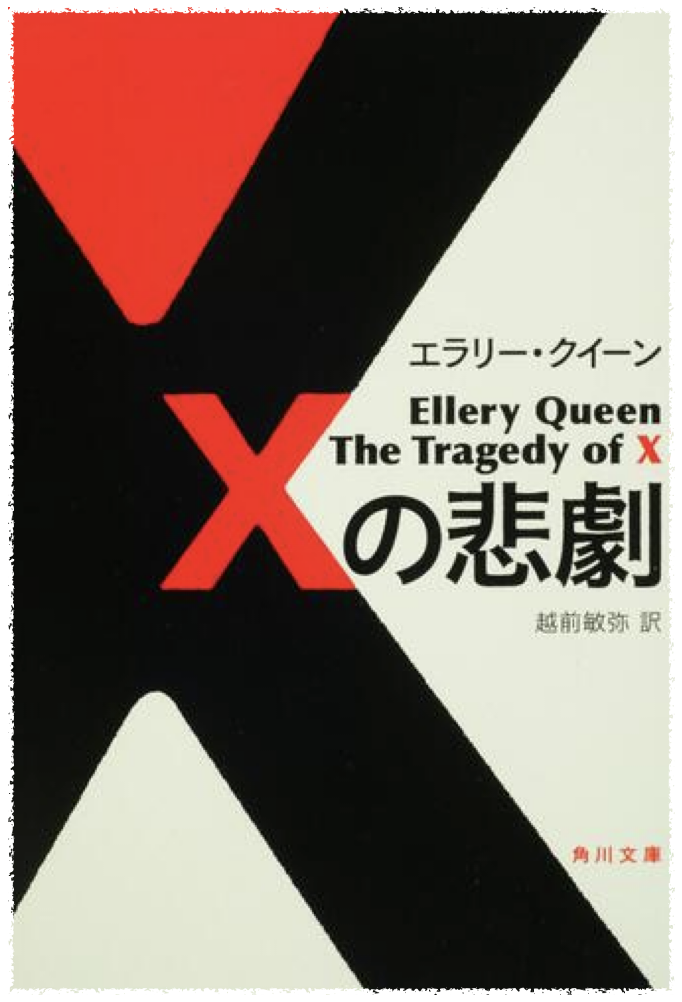 エラリー・クイーン
Ellery Queen
The Tragedy of X
Xの悲劇
越前敏弥 訳
角川文庫